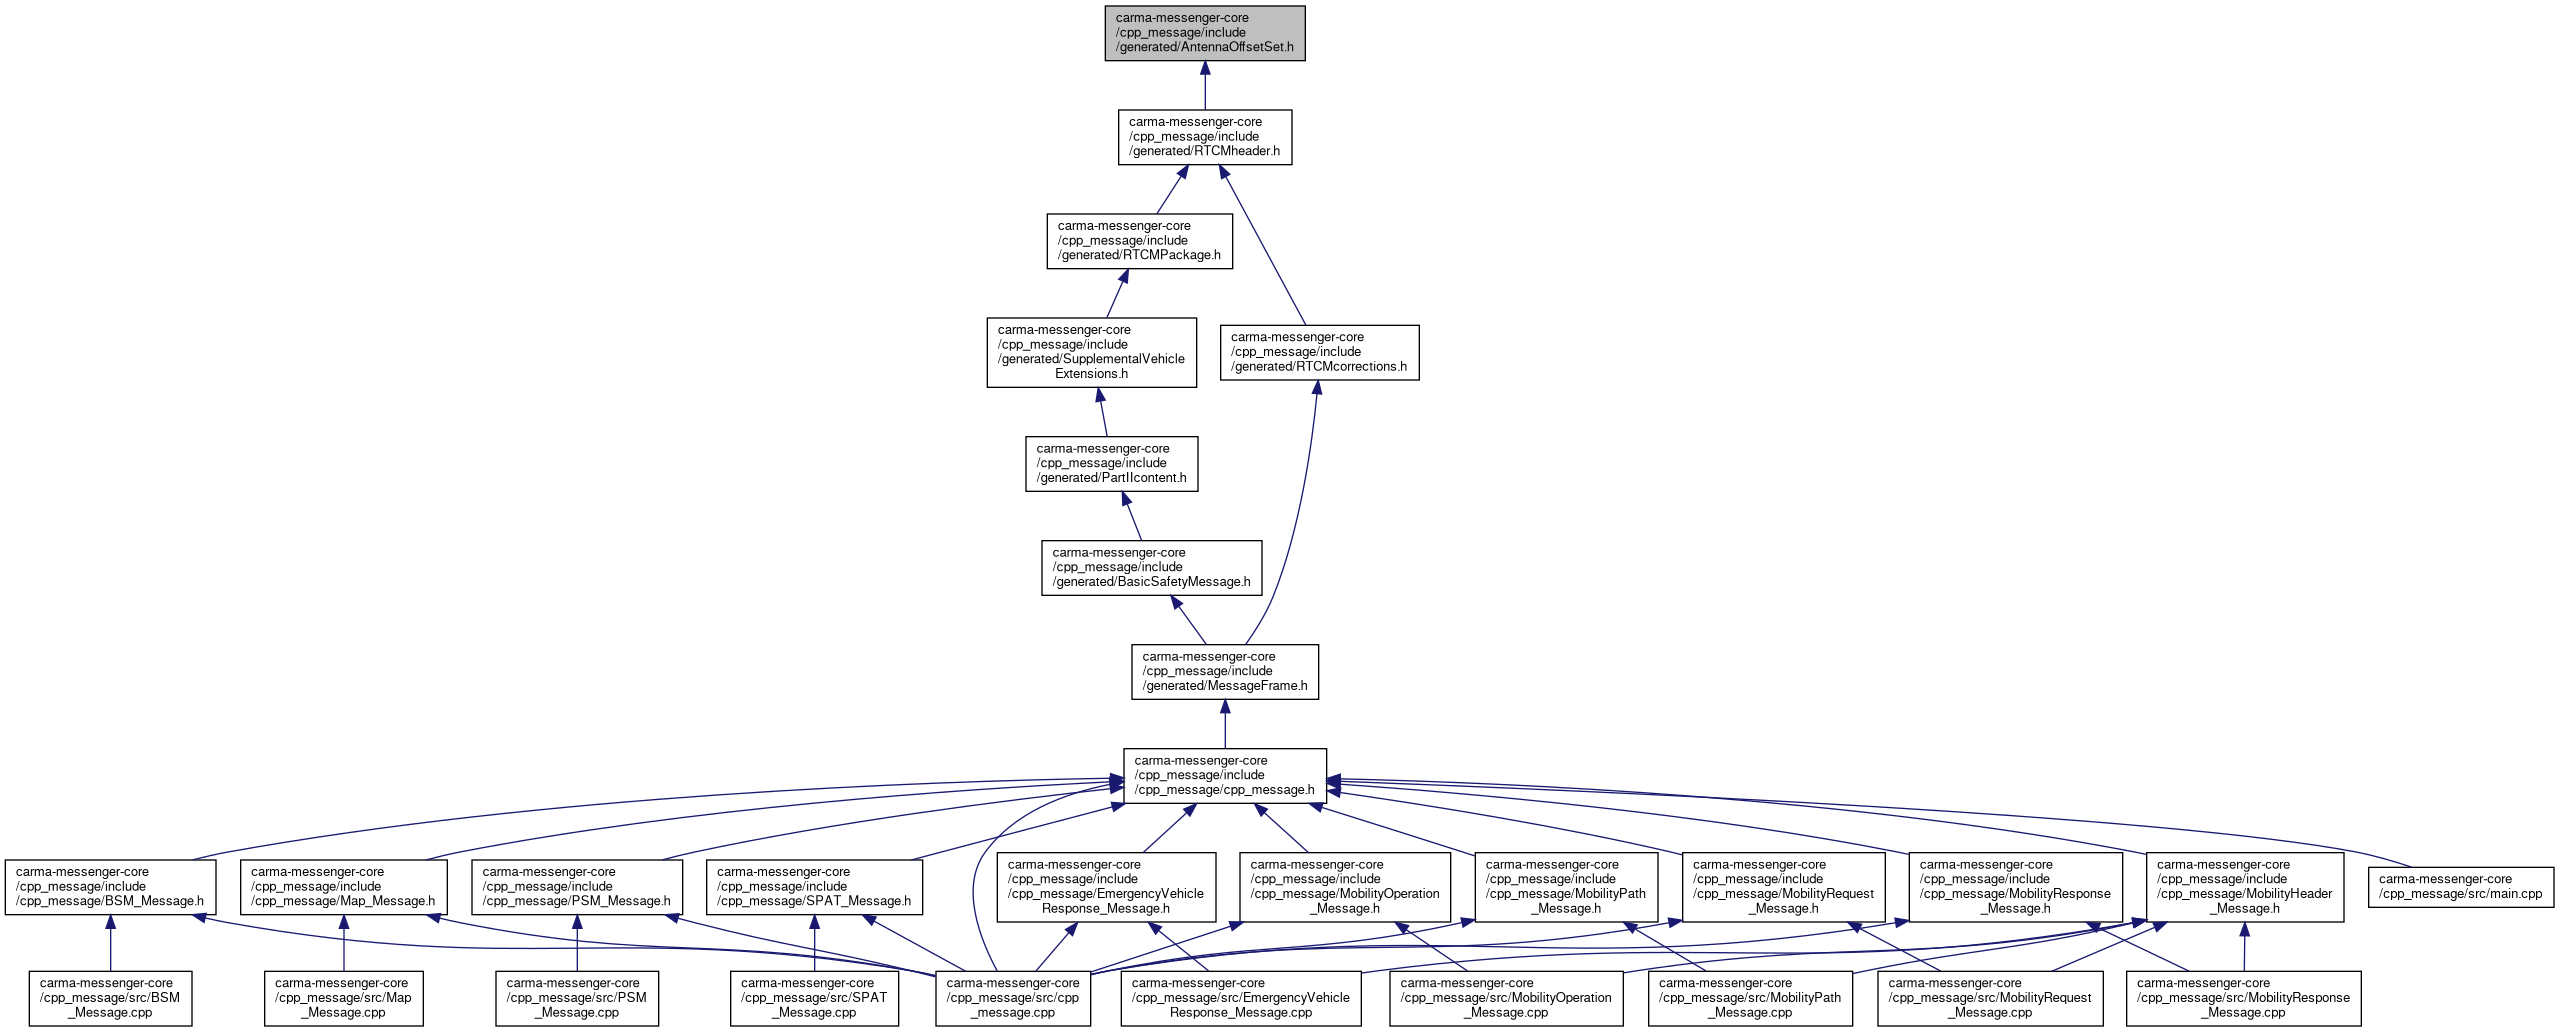 carma-messenger-core
/cpp_message/include
/generated/AntennaOffsetSet.h
carma-messenger-core
/cpp_message/include
/generated/RTCMheader.h
carma-messenger-core
/cpp_message/include
/generated/RTCMPackage.h
carma-messenger-core
/cpp_message/include
/generated/SupplementalVehicle
Extensions.h
carma-messenger-core
/cpp_message/include
/generated/RTCMcorrections.h
carma-messenger-core
/cpp_message/include
/generated/PartIIcontent.h
carma-messenger-core
/cpp_message/include
/generated/BasicSafetyMessage.h
carma-messenger-core
/cpp_message/include
/generated/MessageFrame.h
carma-messenger-core
/cpp_message/include
/cpp_message/cpp_message.h
carma-messenger-core
/cpp_message/include
/cpp_message/BSM_Message.h
carma-messenger-core
/cpp_message/include
/cpp_message/Map_Message.h
carma-messenger-core
/cpp_message/include
/cpp_message/PSM_Message.h
carma-messenger-core
/cpp_message/include
/cpp_message/SPAT_Message.h
carma-messenger-core
/cpp_message/include
/cpp_message/EmergencyVehicle
Response_Message.h
carma-messenger-core
/cpp_message/include
/cpp_message/MobilityOperation
_Message.h
carma-messenger-core
/cpp_message/include
/cpp_message/MobilityPath
_Message.h
carma-messenger-core
/cpp_message/include
/cpp_message/MobilityRequest
_Message.h
carma-messenger-core
/cpp_message/include
/cpp_message/MobilityResponse
_Message.h
carma-messenger-core
/cpp_message/include
/cpp_message/MobilityHeader
_Message.h
carma-messenger-core
/cpp_message/src/main.cpp
carma-messenger-core
/cpp_message/src/BSM
_Message.cpp
carma-messenger-core
/cpp_message/src/Map
_Message.cpp
carma-messenger-core
/cpp_message/src/PSM
_Message.cpp
carma-messenger-core
/cpp_message/src/SPAT
_Message.cpp
carma-messenger-core
/cpp_message/src/cpp
_message.cpp
carma-messenger-core
/cpp_message/src/EmergencyVehicle
Response_Message.cpp
carma-messenger-core
/cpp_message/src/MobilityOperation
_Message.cpp
carma-messenger-core
/cpp_message/src/MobilityPath
_Message.cpp
carma-messenger-core
/cpp_message/src/MobilityRequest
_Message.cpp
carma-messenger-core
/cpp_message/src/MobilityResponse
_Message.cpp